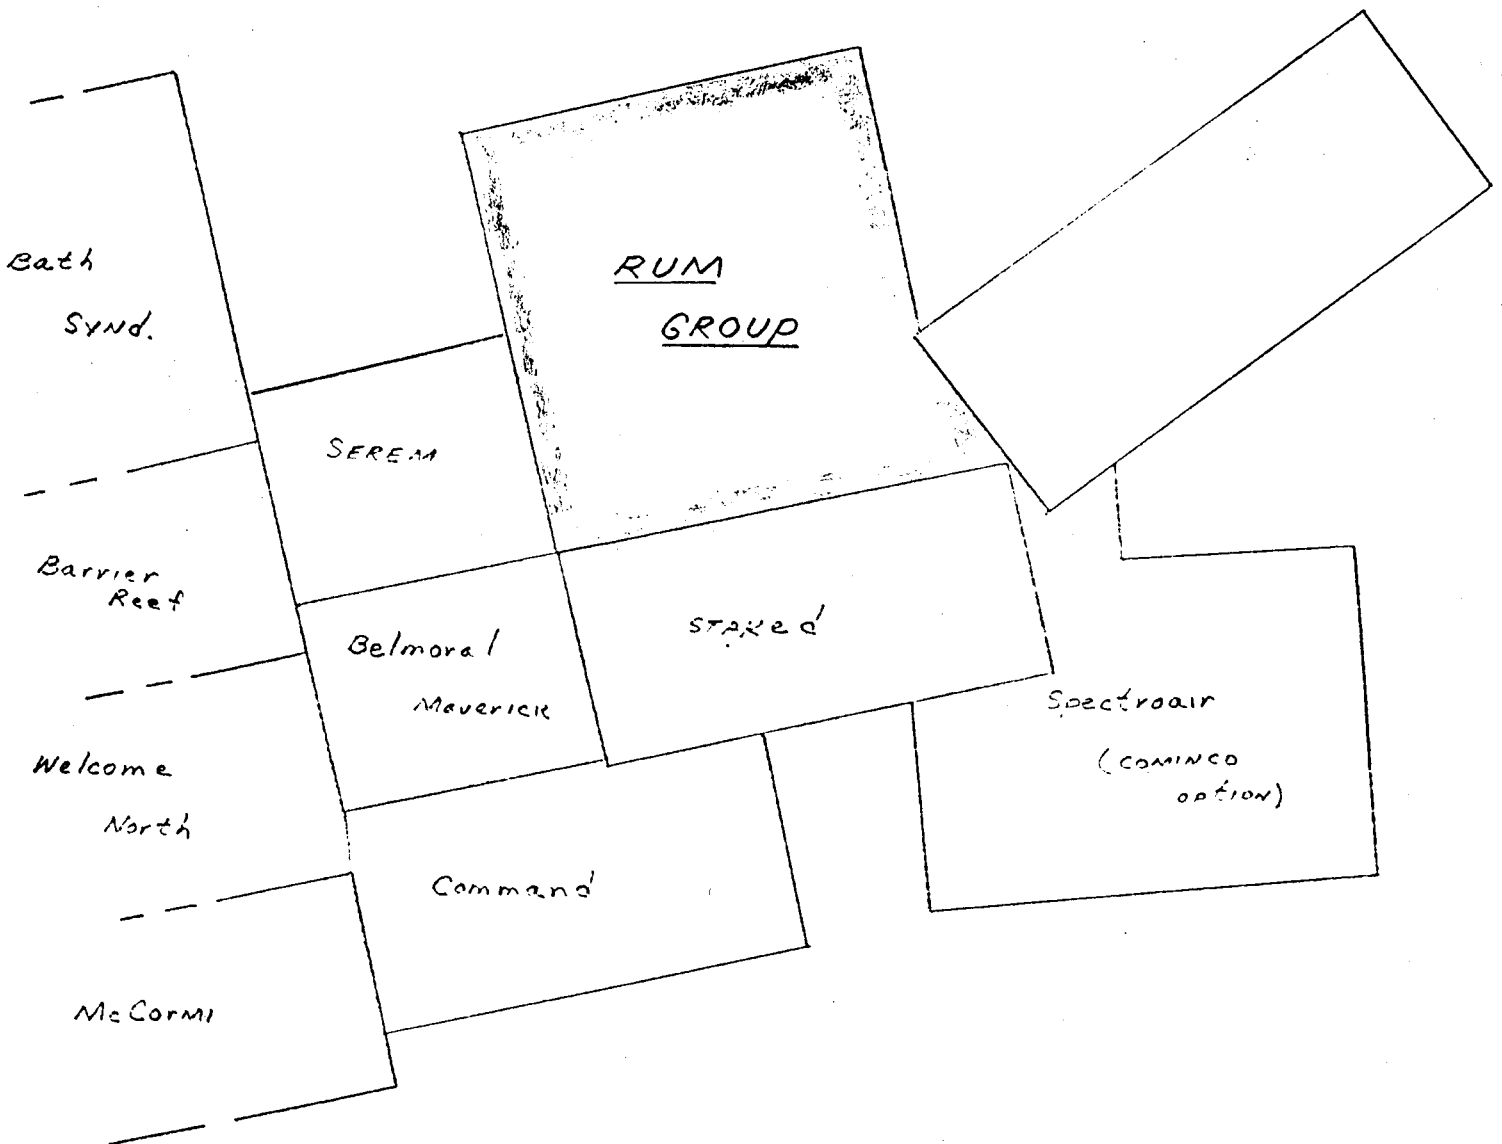 Bath
Synd.
RUM
GROUP
SEREM
Barrier
Reef
Belmoral
Maverick
STAKed
Spectroair
(COMINCO
OPTION)
Welcome
North
Command
McCormi